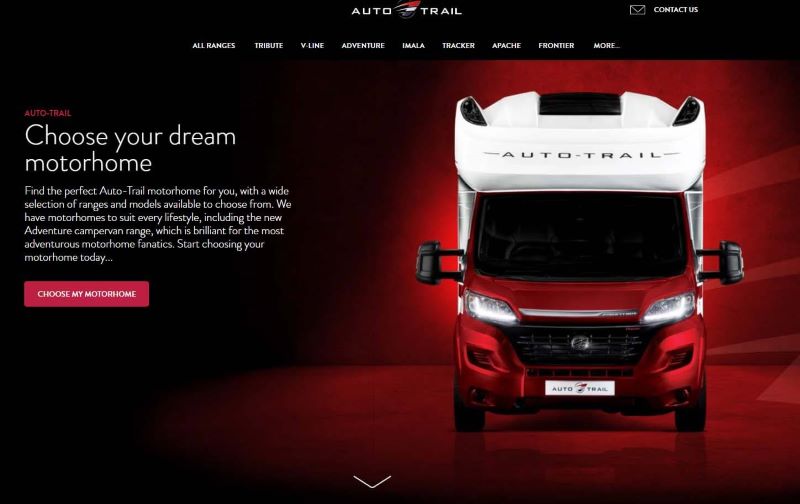 AUTO TRAIL
CONTACT US
ALL RANGES TRIBUTE V-LINE ADVENTURE IMALA TRACKER APACHE FRONTIER MORE...
AUTO-TRAIL
Choose your dream
motorhome
Find the perfect Auto-Trail motorhome for you, with a wide
selection of ranges and models available to choose from. We
have motorhomes to suit every lifestyle, including the new
Adventure campervan range, which is brilliant for the most
adventurous motorhome fanatics. Start choosing your
motorhome today...
CHOOSE MY MOTORHOME
AUTO-TRAIL
AUTO TRAIL